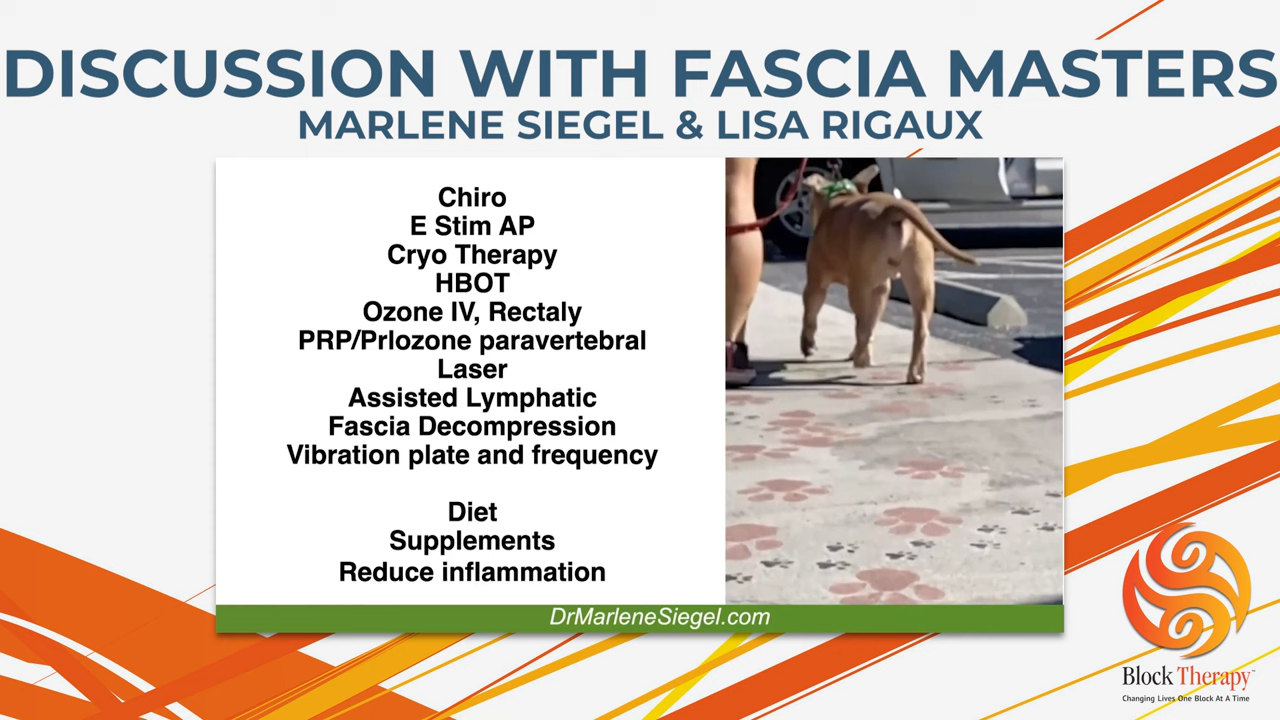 DISCUSSION WITH FASCIA MASTERS
MARLENE SIEGEL & LISA RIGAUX
Chiro
E Stim AP
Cryo Therapy
HBOT
Ozone IV, Rectaly
PRP/Prlozone paravertebral
Laser
Assisted Lymphatic
Fascia Decompression
Vibration plate and frequency
Diet
Supplements
Reduce inflammation
DrMarleneSiegel.com
Block Therapy™
Changing Lives One Block At A Time